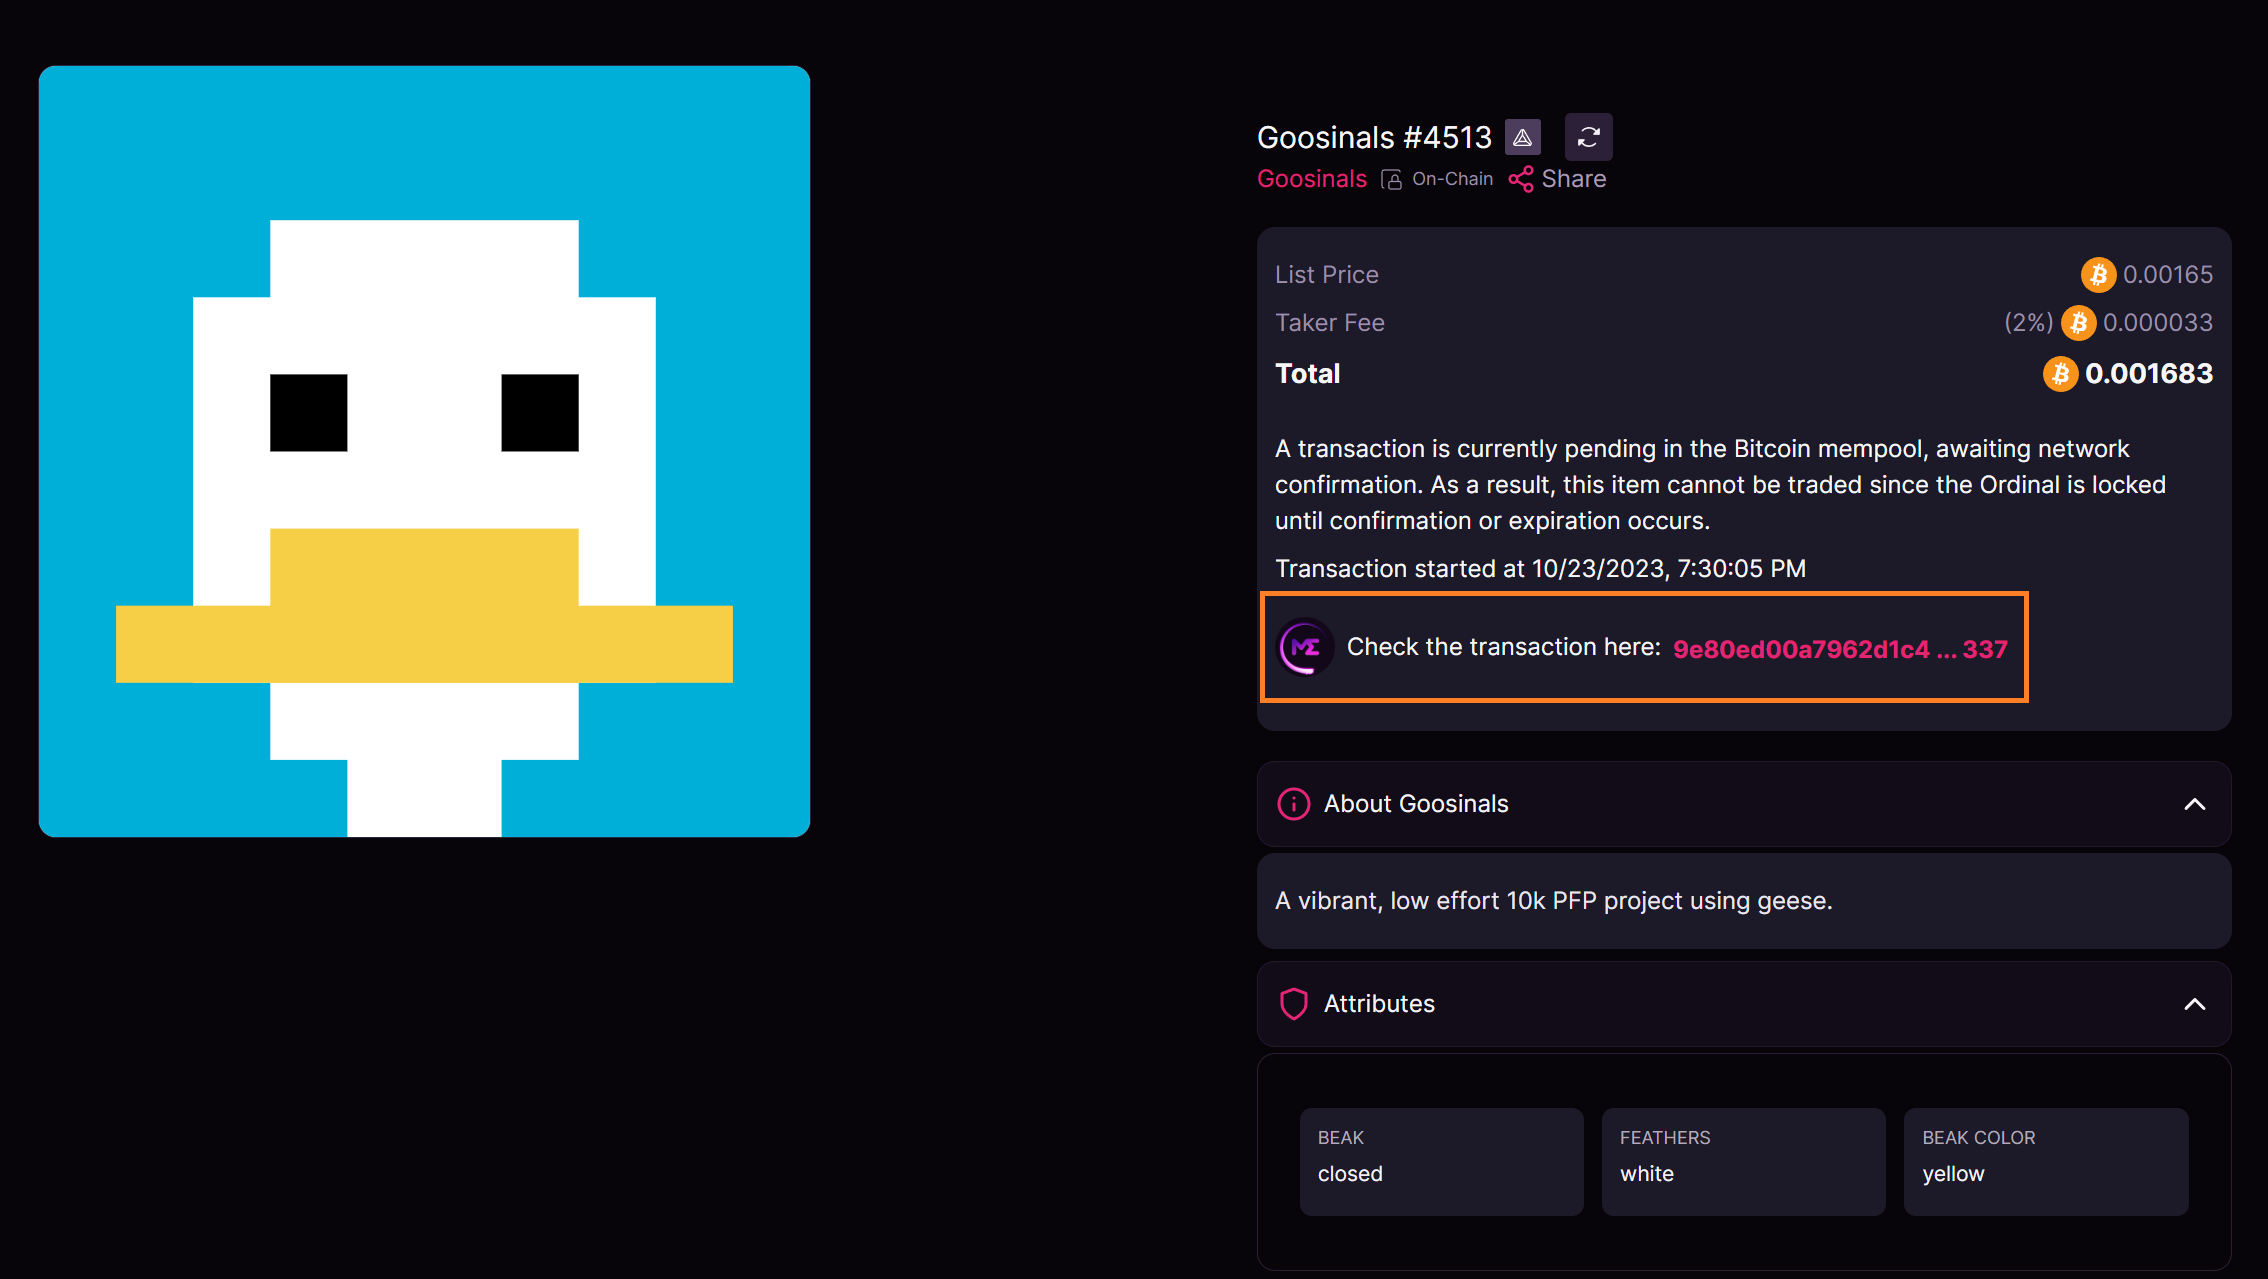 Goosinals #4513
Goosinals On-Chain Share
List Price 0.00165
Taker Fee (2%) 0.000033
Total 0.001683
A transaction is currently pending in the Bitcoin mempool, awaiting network
confirmation. As a result, this item cannot be traded since the Ordinal is locked
until confirmation or expiration occurs.
Transaction started at 10/23/2023, 7:30:05 PM
ME Check the transaction here: 9e80ed00a7962d1c4 ... 337
About Goosinals
A vibrant, low effort 10k PFP project using geese.
Attributes
BEAK
closed
FEATHERS
white
BEAK COLOR
yellow